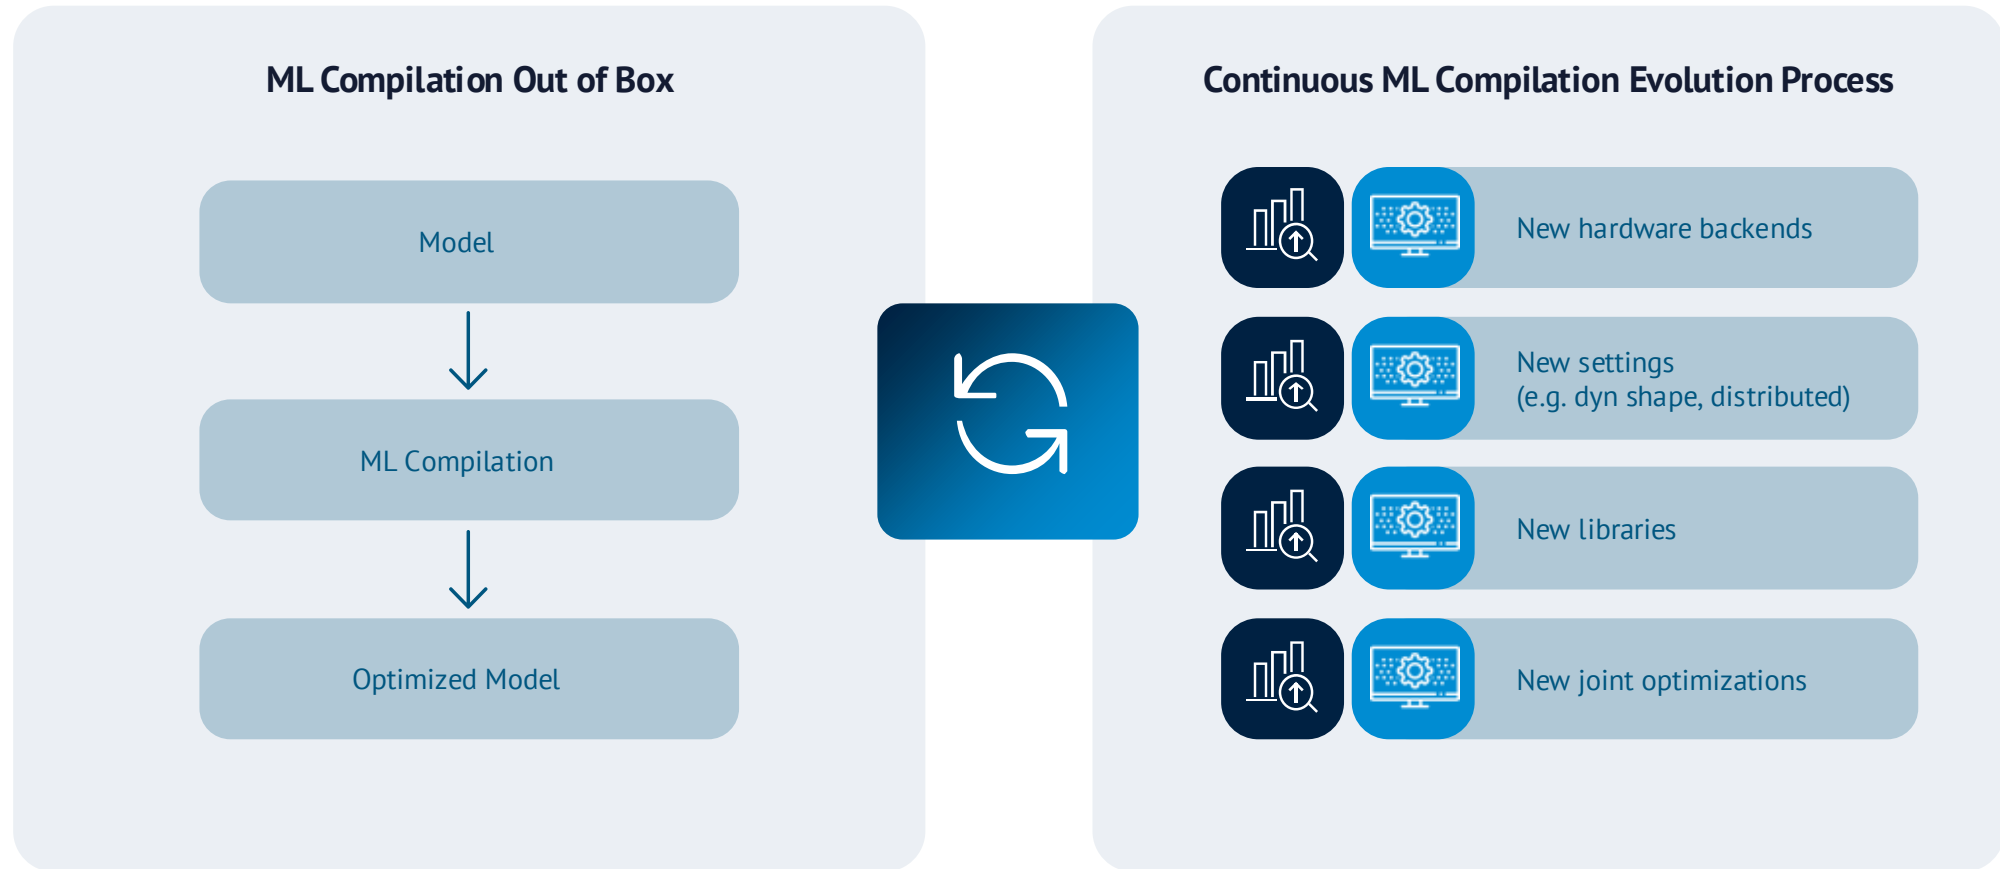 ML Compilation Out of Box
Model
ML Compilation
Optimized Model
Continuous ML Compilation Evolution Process
New hardware backends
New settings
(e.g. dyn shape, distributed)
New libraries
New joint optimizations